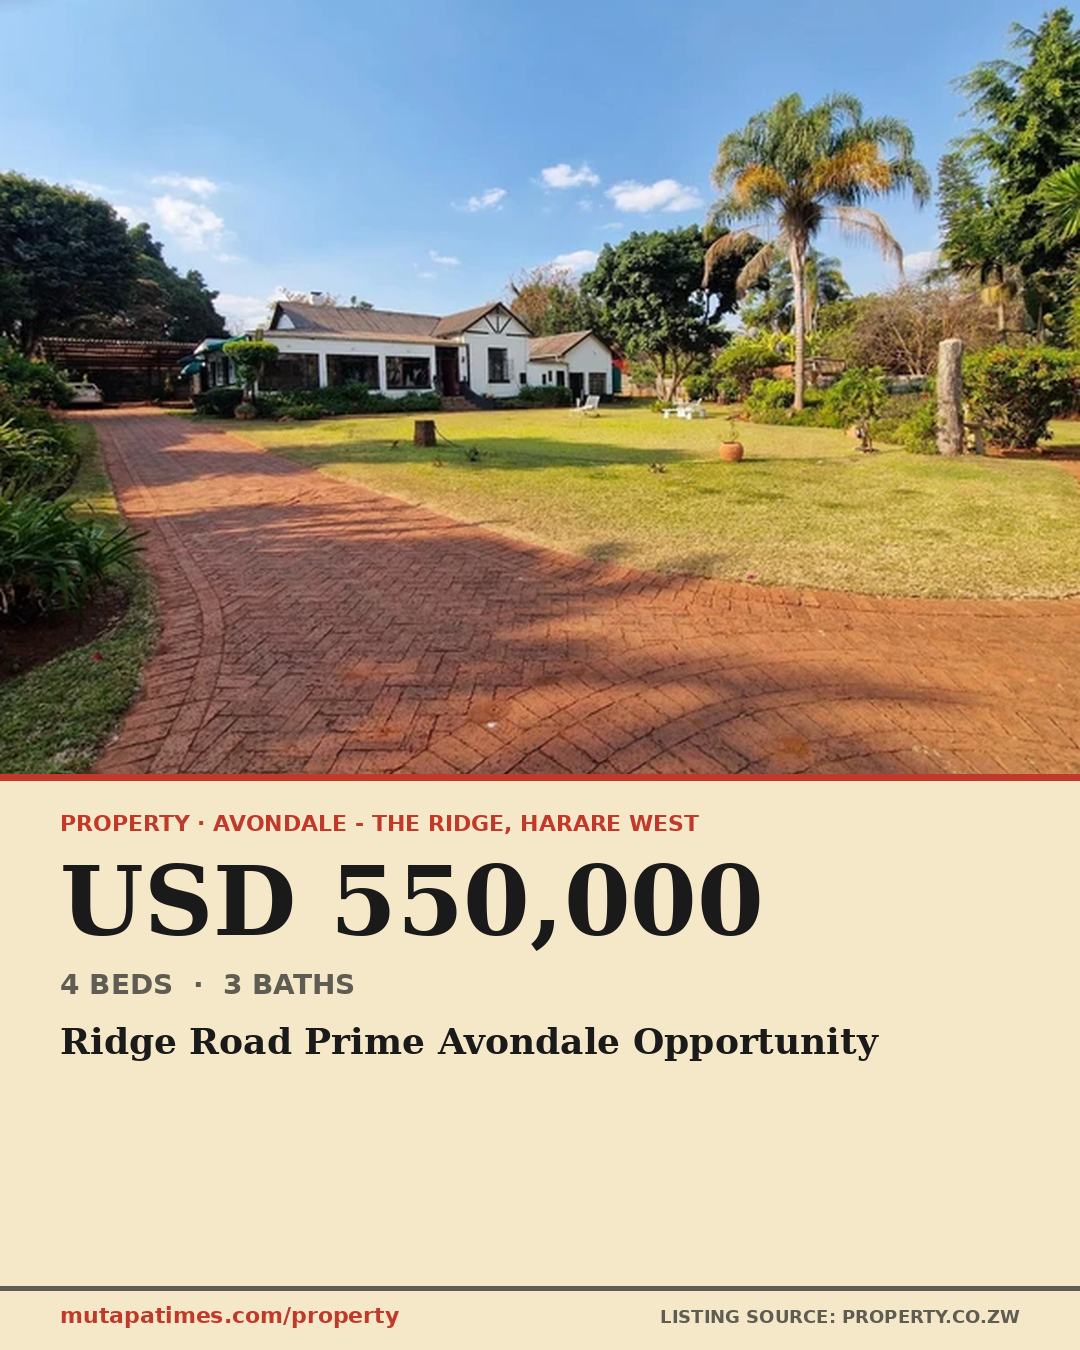 PROPERTY · AVONDALE - THE RIDGE, HARARE WEST
USD 550,000
4 BEDS · 3 BATHS
Ridge Road Prime Avondale Opportunity
mutapatimes.com/property
LISTING SOURCE: PROPERTY.CO.ZW